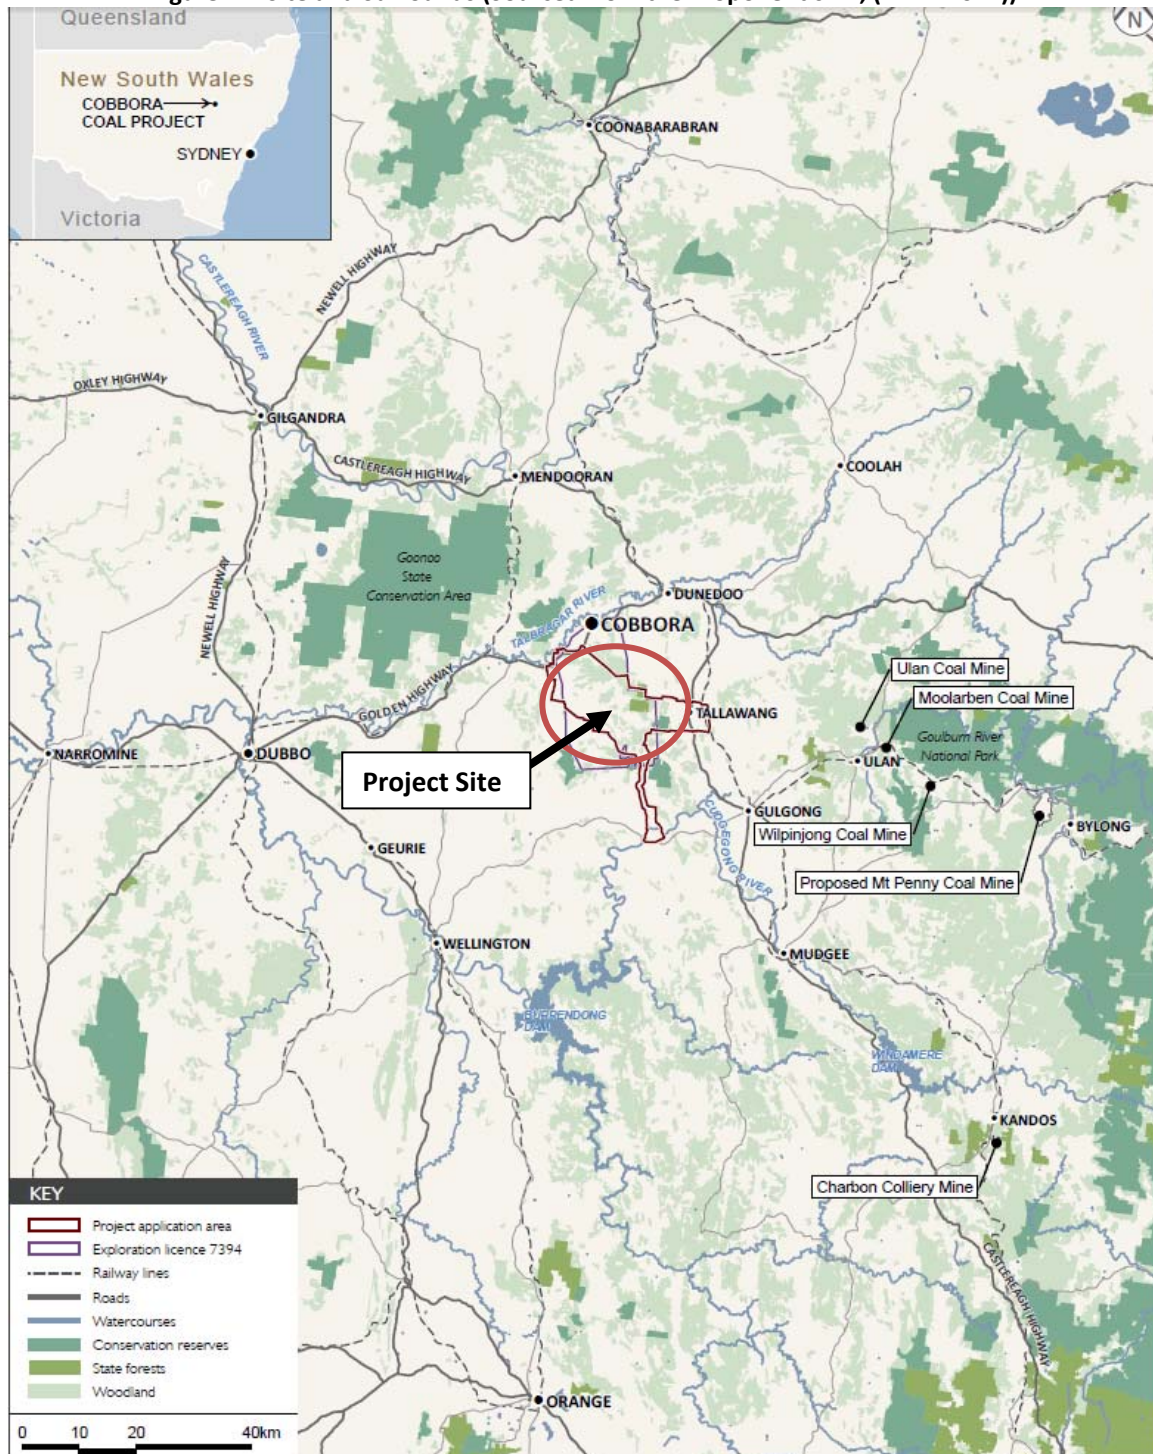 Queensland
New South Wales
COBBORA
COAL PROJECT
SYDNEY
Victoria
N
COONABARABRAN
CASTLEREAGH RIVER
NEWELL HIGHWAY
OXLEY HIGHWAY
GILGANDRA
CASTLEREAGH HIGHWAY
MENDOORAN
COOLAH
Goonoo
State
Conservation Area
NEWELL HIGHWAY
TALBRAGAR RIVER
DUNEDOO
COBBORA
GOLDEN HIGHWAY
TALLAWANG
Ulan Coal Mine
Moolarben Coal Mine
Goulburn River
National Park
NARROMINE
DUBBO
ULAN
Project Site
CUDGEGONG RIVER
GULGONG
Wilpinjong Coal Mine
BYLONG
GEURIE
Proposed Mt Penny Coal Mine
WELLINGTON
MUDGEE
BURRENDONG
DAM
WINDAMERE
DAM
KANDOS
Charbon Colliery Mine
CASTLEREAGH HIGHWAY
ORANGE
KEY
Project application area
Exploration licence 7394
Railway lines
Roads
Watercourses
Conservation reserves
State forests
Woodland
0 10 20 40km